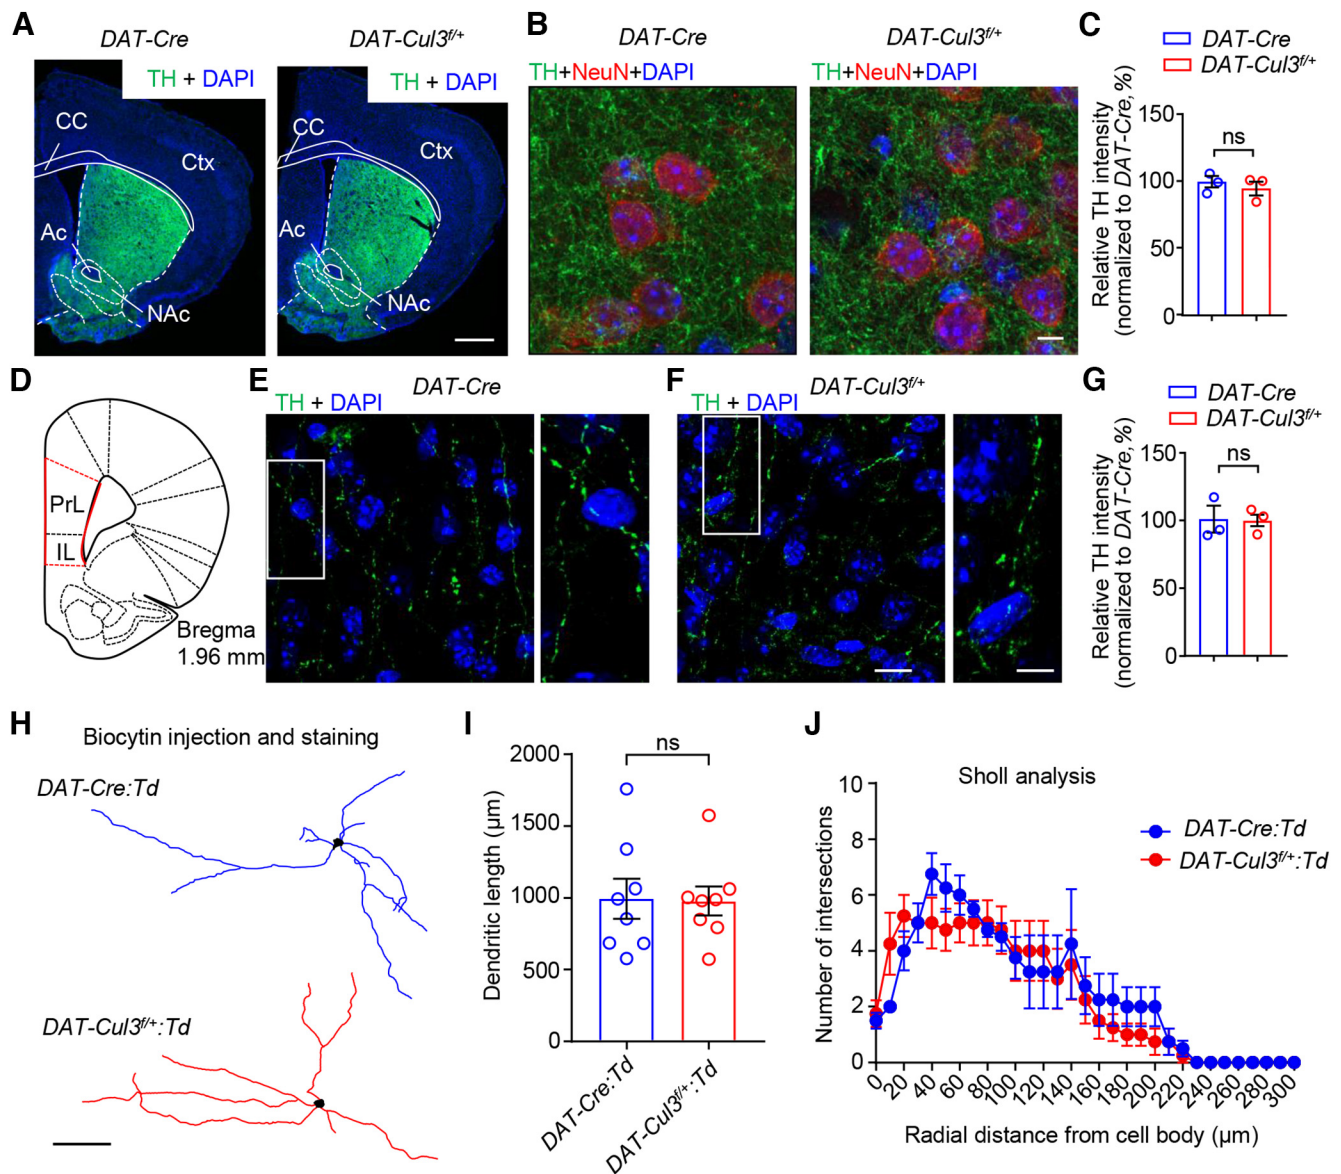 A
DAT-Cre
DAT-Cul3f/+
TH + DAPI
TH + DAPI
CC
Ctx
Ac
NAc
CC
Ctx
Ac
NAc
B
DAT-Cre
DAT-Cul3f/+
TH+NeuN+DAPI
TH+NeuN+DAPI
C
DAT-Cre
DAT-Cul3f/+
Relative TH intensity
(normalized to DAT-Cre, %)
150
100
50
0
ns
D
PrL
IL
Bregma
1.96 mm
E
DAT-Cre
TH + DAPI
F
DAT-Cul3f/+
TH + DAPI
G
DAT-Cre
DAT-Cul3f/+
Relative TH intensity
(normalized to DAT-Cre, %)
150
100
50
0
ns
H
Biocytin injection and staining
DAT-Cre:Td
DAT-Cul3f/+:Td
I
Dendritic length (µm)
2000
1500
1000
500
0
ns
DAT-Cre:Td
DAT-Cul3f/+:Td
J
Sholl analysis
DAT-Cre:Td
DAT-Cul3f/+:Td
Number of intersections
10
8
6
4
2
0
0 20 40 60 80 100 120 140 160 180 200 220 240 260 280 300
Radial distance from cell body (µm)